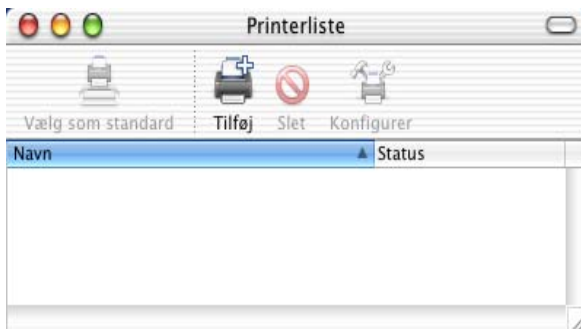 Printerliste
Vælg som standard Tilføj Slet Konfigurer
Navn Status